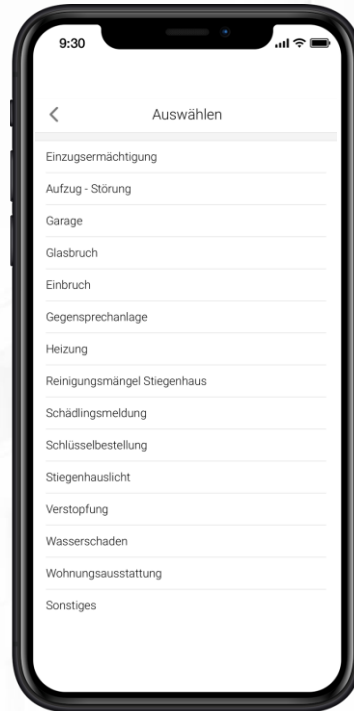 9:30
Auswählen
Einzugsermächtigung
Aufzug - Störung
Garage
Glasbruch
Einbruch
Gegensprechanlage
Heizung
Reinigungsmängel Stiegenhaus
Schädlingsmeldung
Schlüsselbestellung
Stiegenhauslicht
Verstopfung
Wasserschaden
Wohnungsausstattung
Sonstiges